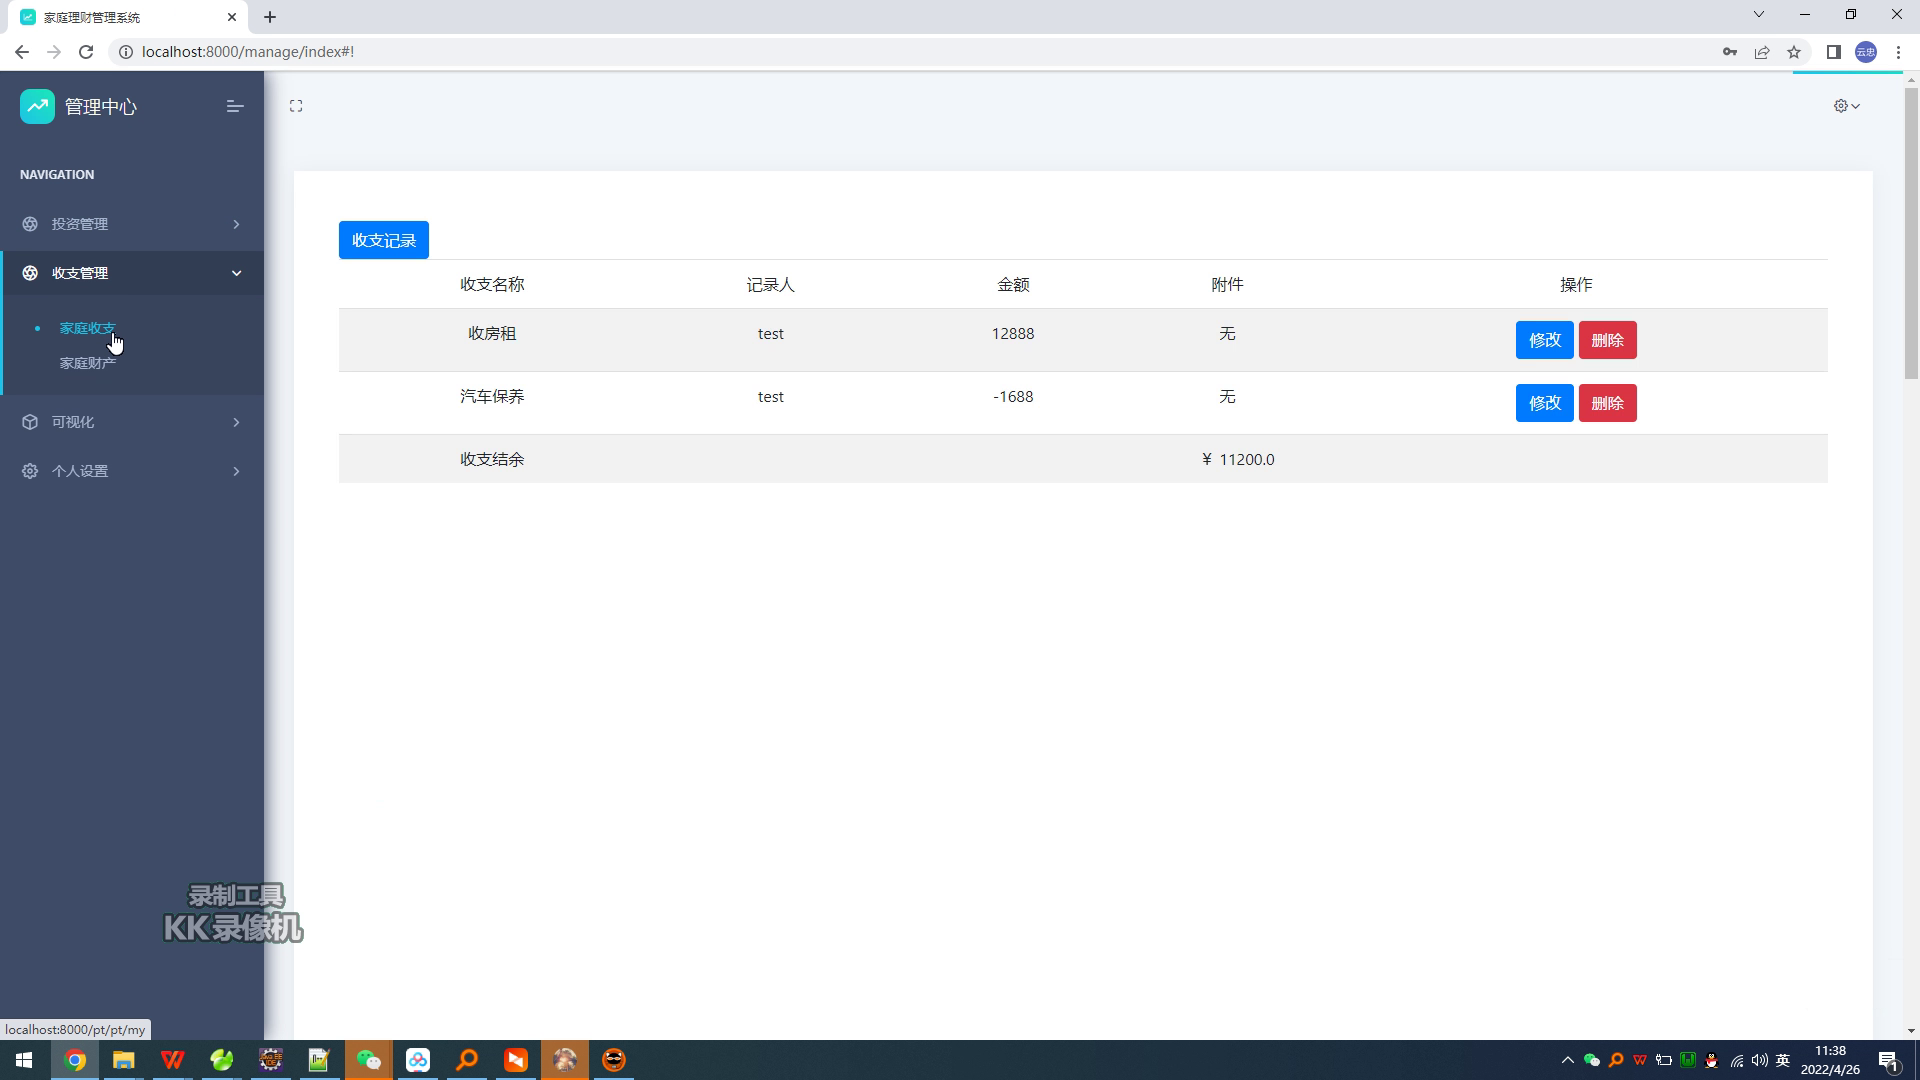 家庭理财管理系统
localhost:8000/manage/index#!
云忠
管理中心
NAVIGATION
投资管理
收支管理
家庭收支
家庭财产
可视化
个人设置
收支记录
收支名称 记录人 金额 附件 操作
收房租 test 12888 无 修改 删除
汽车保养 test -1688 无 修改 删除
收支结余 ¥ 11200.0
录制工具
KK录像机
localhost:8000/pt/pt/my
英
11:38
2022/4/26
1